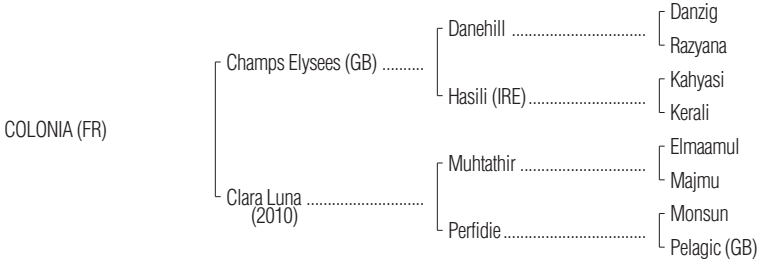 Danzig
Danehill ................................
Razyana
Champs Elysees (GB) ..........
Kahyasi
Hasili (IRE)............................
Kerali
COLONIA (FR)
Elmaamul
Muhtathir ..............................
Majmu
Clara Luna ............................
(2010)
Monsun
Perfidie..................................
Pelagic (GB)